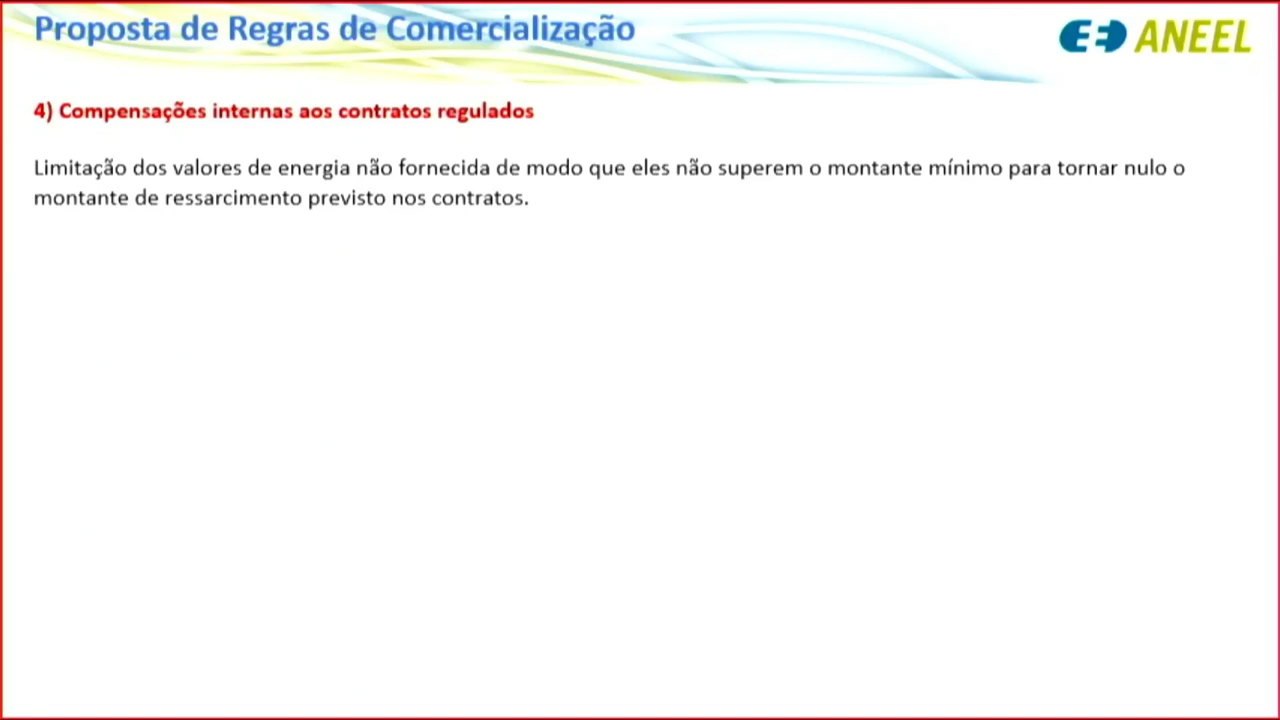 Proposta de Regras de Comercialização
ANEEL
4) Compensações internas aos contratos regulados
Limitação dos valores de energia não fornecida de modo que eles não superem o montante mínimo para tornar nulo o
montante de ressarcimento previsto nos contratos.